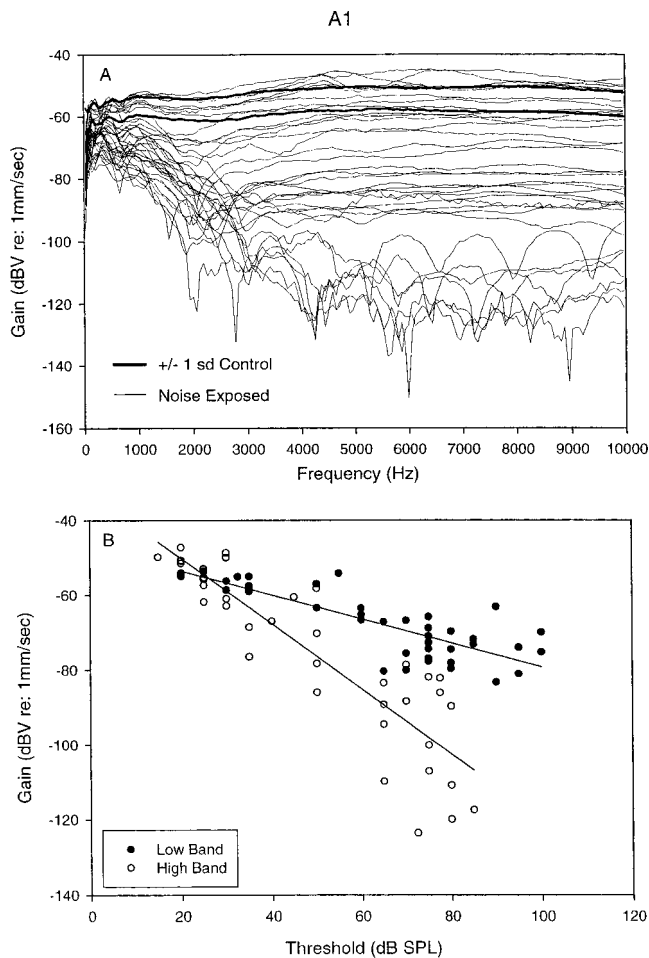 A1
A
-40
-60
-80
-100
-120
-140
-160
Gain (dBV re: 1mm/sec)
+/- 1 sd Control
Noise Exposed
0 1000 2000 3000 4000 5000 6000 7000 8000 9000 10000
Frequency (Hz)
B
-40
-60
-80
-100
-120
-140
Gain (dBV re: 1mm/sec)
Low Band
High Band
0 20 40 60 80 100 120
Threshold (dB SPL)